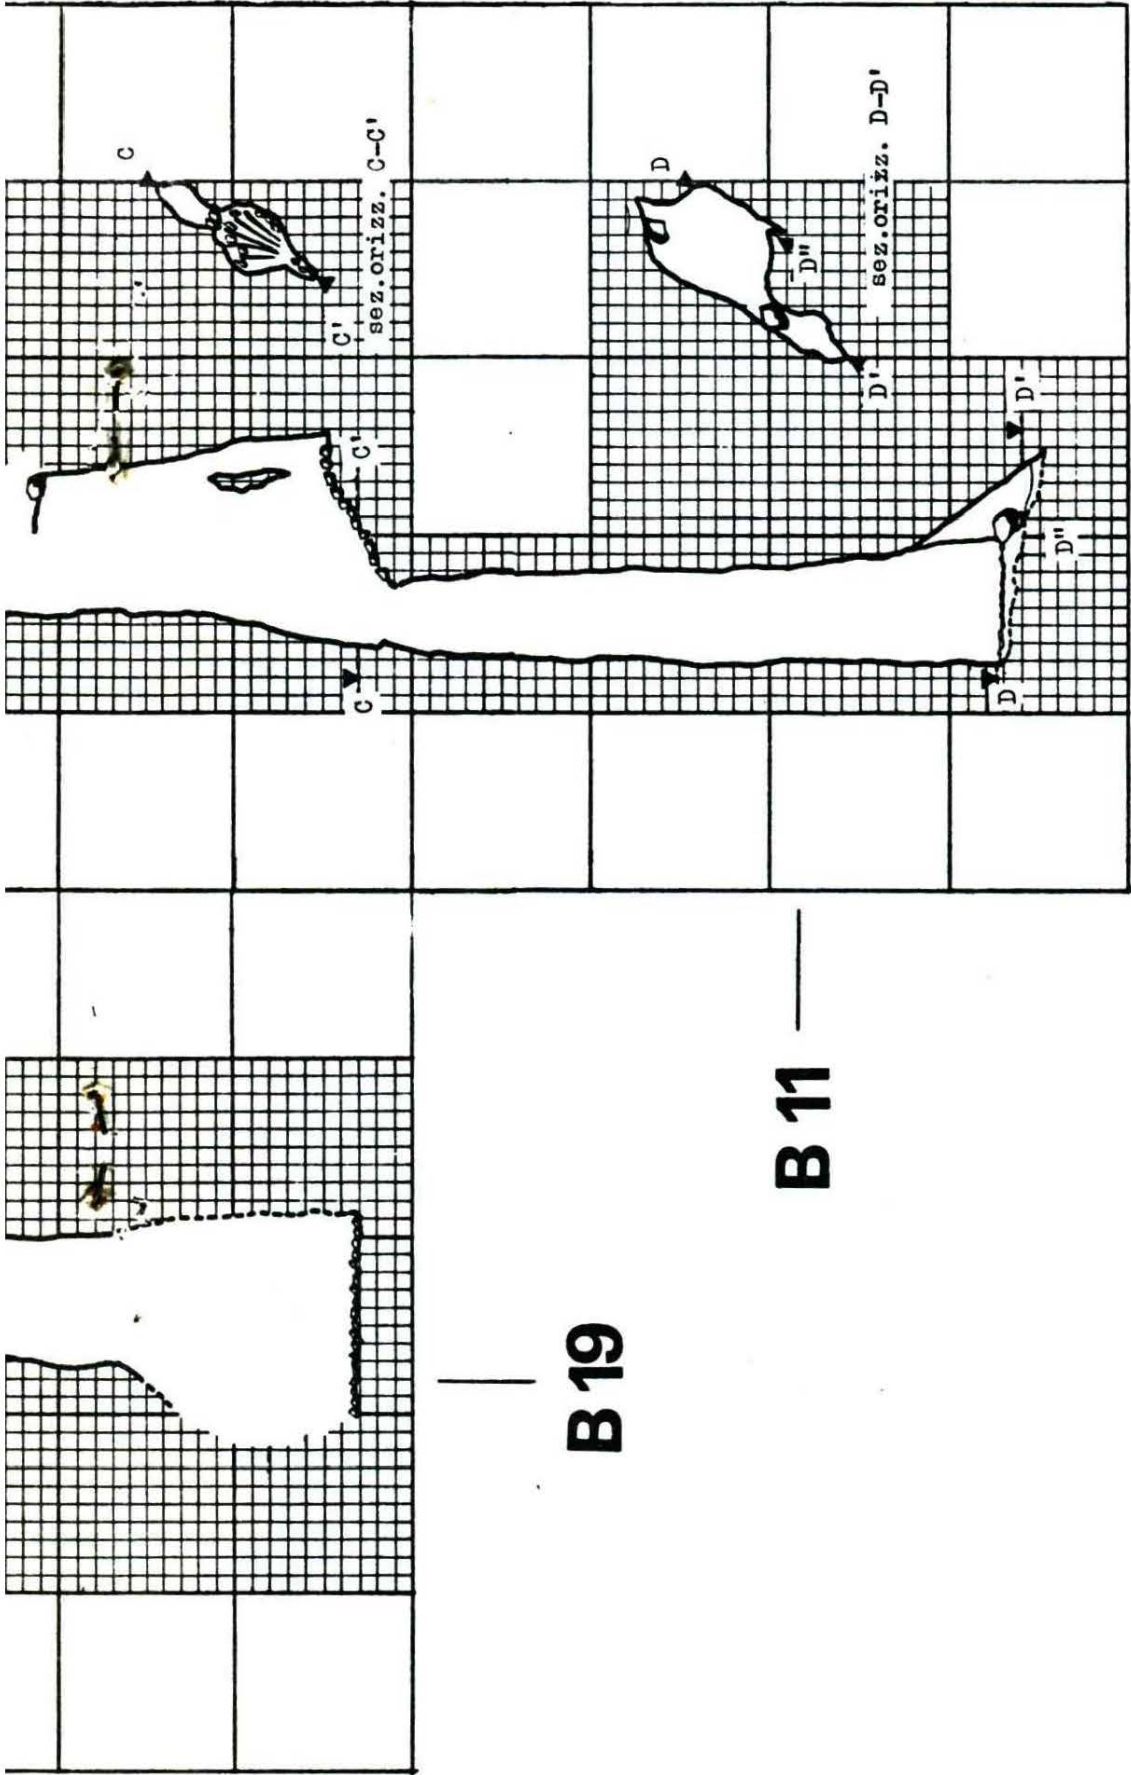 C
sez.orizz. C-C'
C'
C'
C
D
sez.orizz. D-D'
D"
D'
D'
D"
D
B 11
B 19